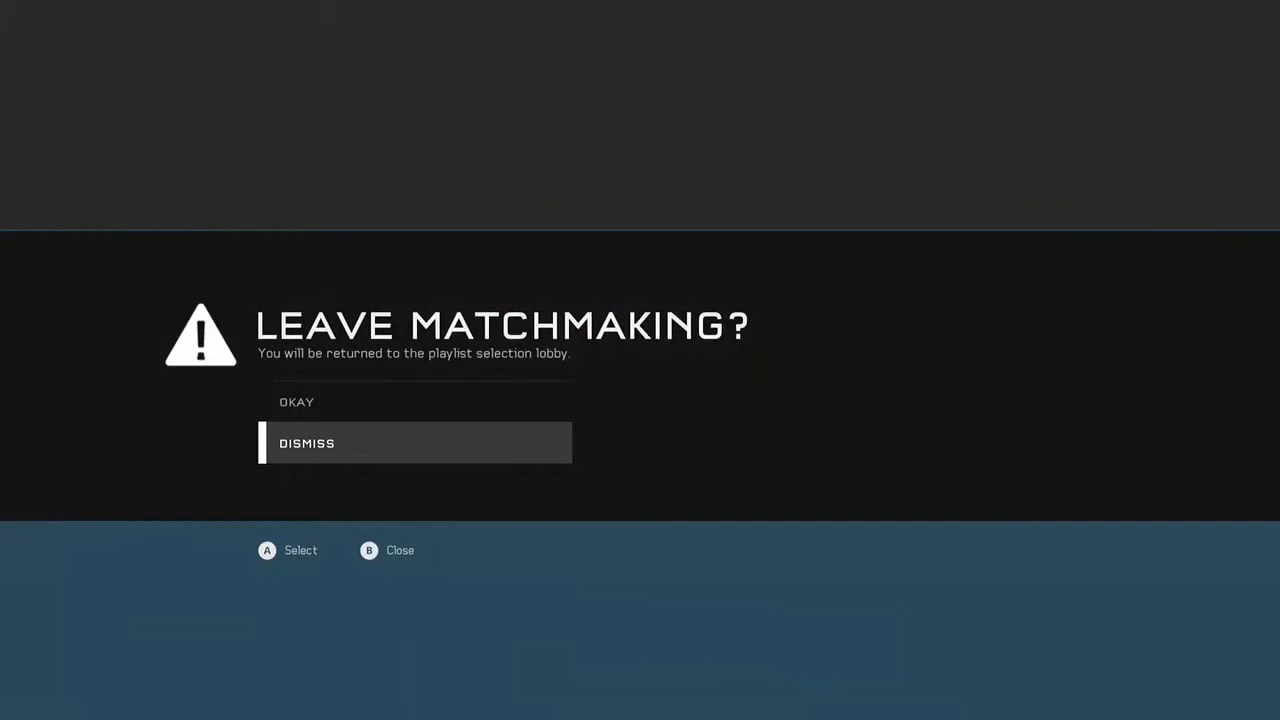 LEAVE MATCHMAKING?
You will be returned to the playlist selection lobby.
OKAY
DISMISS
A Select B Close